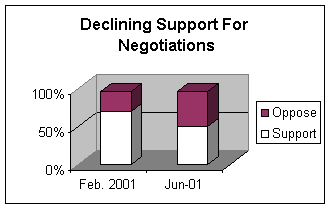 Declining Support For
Negotiations
100%
50%
0%
Feb. 2001
Jun-01
Oppose
Support